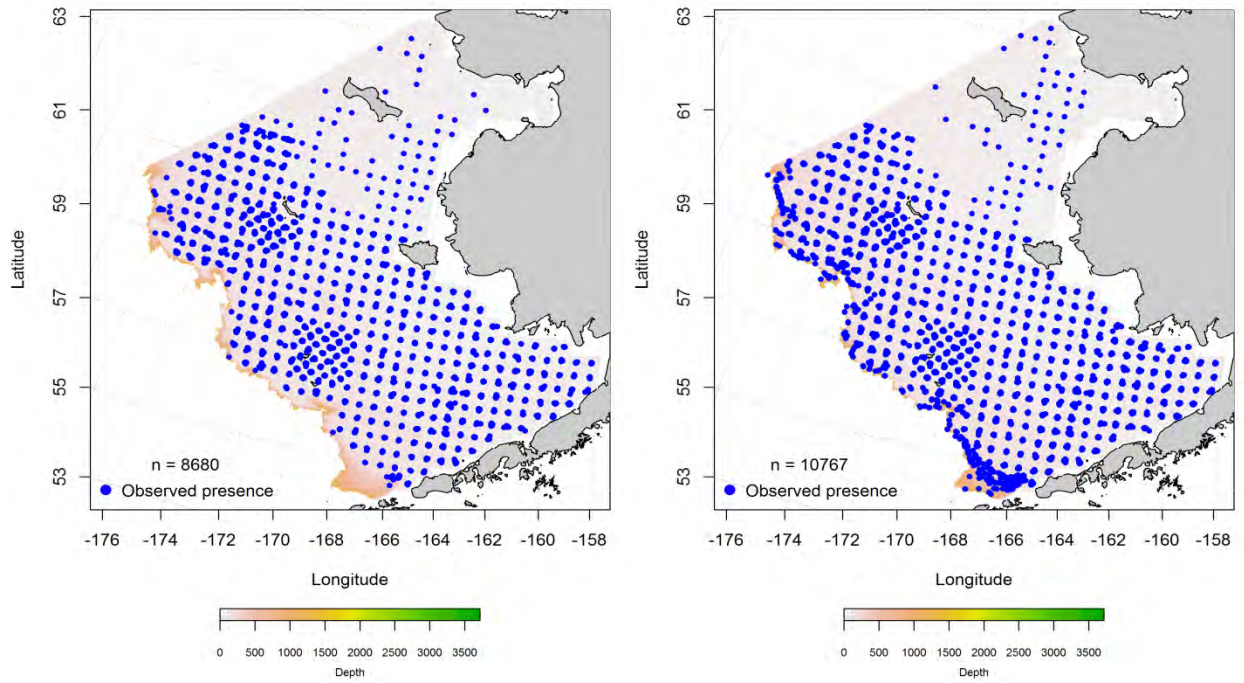 63
61
59
57
55
53
Latitude
n = 8680
Observed presence
-176 -174 -172 -170 -168 -166 -164 -162 -160 -158
Longitude
0 500 1000 1500 2000 2500 3000 3500
Depth
63
61
59
57
55
53
Latitude
n = 10767
Observed presence
-176 -174 -172 -170 -168 -166 -164 -162 -160 -158
Longitude
0 500 1000 1500 2000 2500 3000 3500
Depth